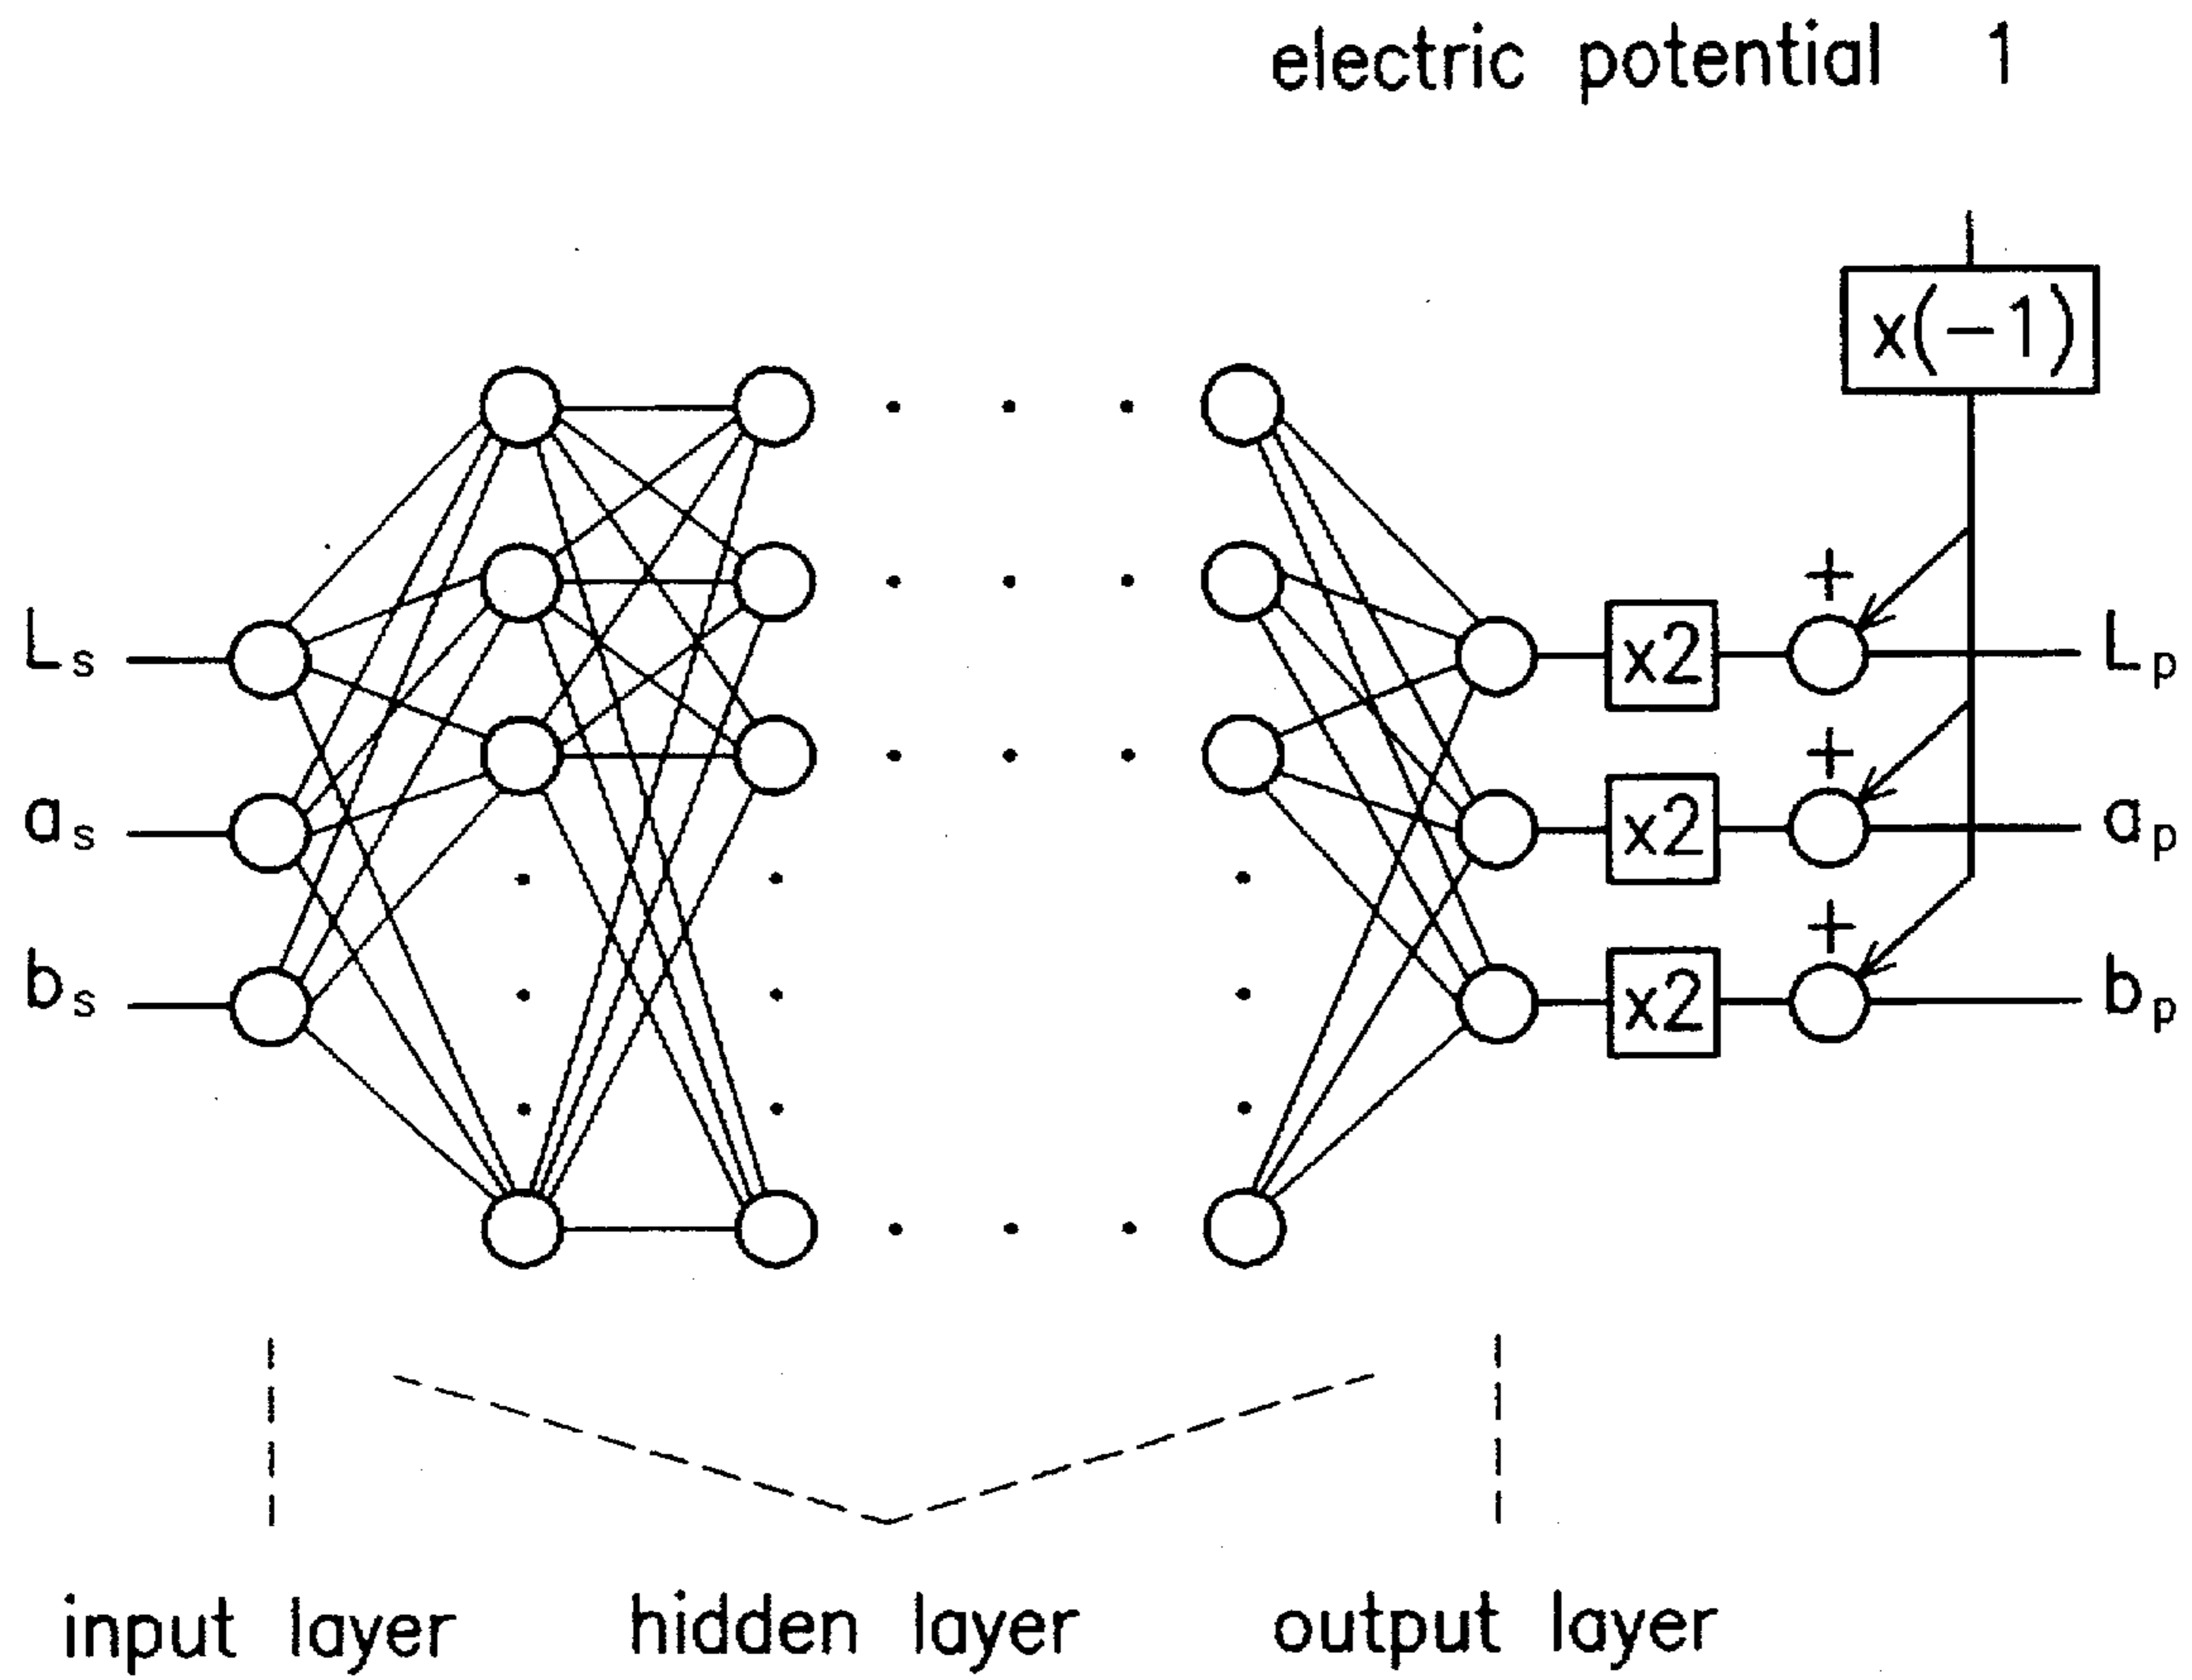 electric potential 1
x(-1)
Ls
x2
+
Lp
as
x2
+
ap
bs
x2
+
bp
input layer
hidden layer
output layer